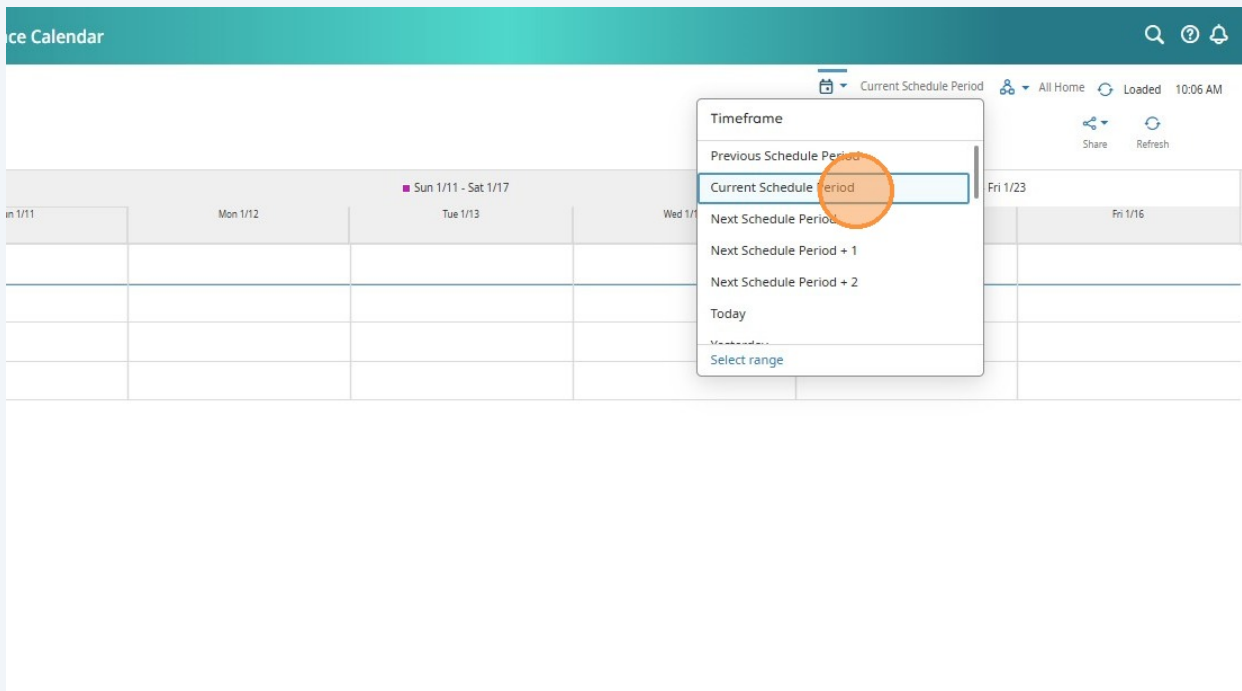 ce Calendar
Current Schedule Period All Home Loaded 10:06 AM
Timeframe
Share Refresh
Previous Schedule Period
Current Schedule Period
Sun 1/11 - Sat 1/17 Fri 1/23
1/11 Mon 1/12 Tue 1/13 Wed 1/1 Fri 1/16
Next Schedule Period
Next Schedule Period + 1
Next Schedule Period + 2
Today
Yesterday
Select range